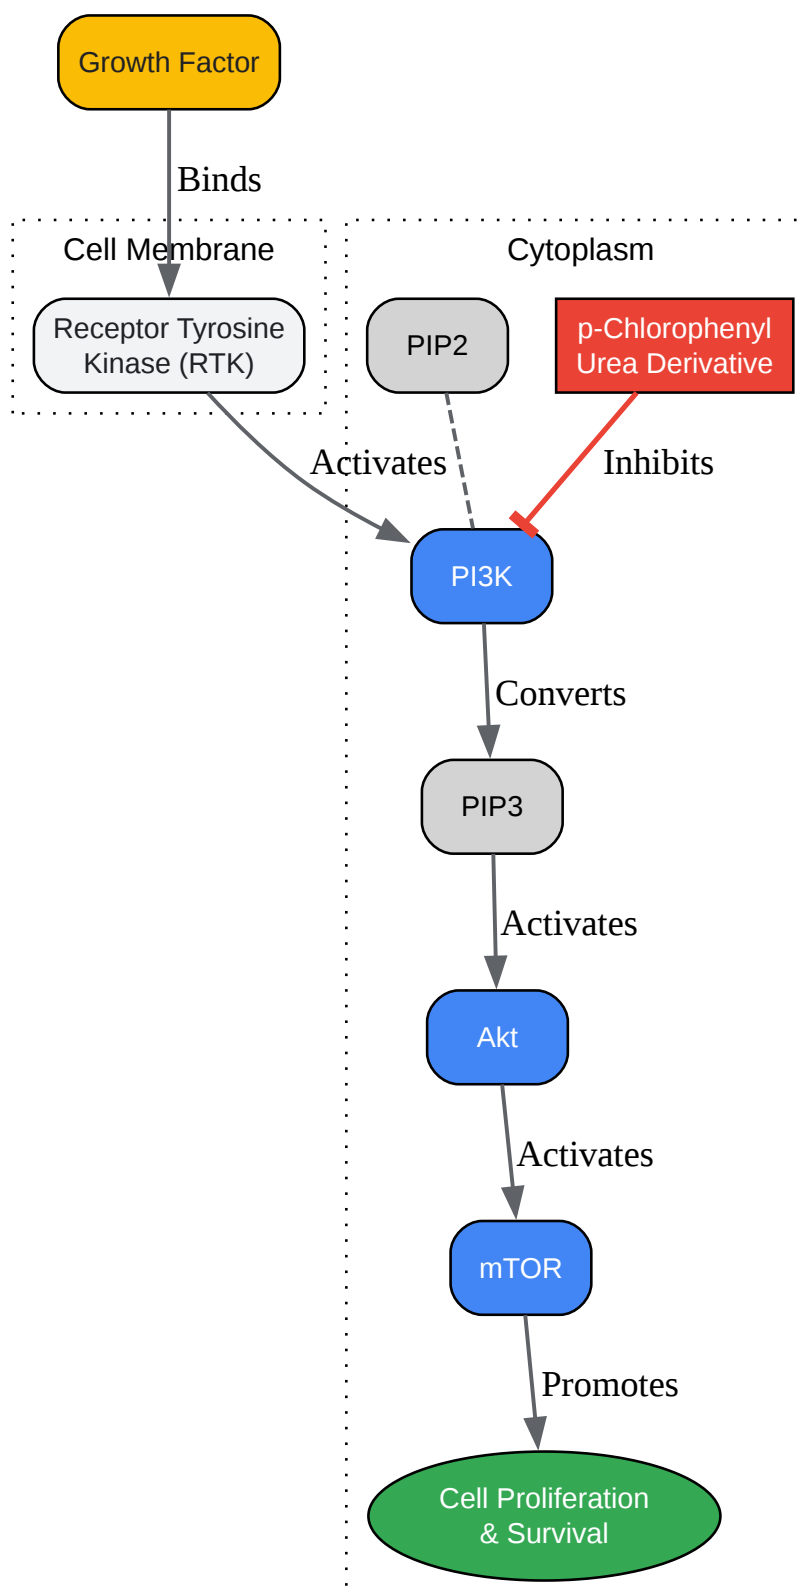 Growth Factor
Binds
Cell Membrane
Cytoplasm
Receptor Tyrosine
Kinase (RTK)
PIP2
p-Chlorophenyl
Urea Derivative
Activates
Inhibits
PI3K
Converts
PIP3
Activates
Akt
Activates
mTOR
Promotes
Cell Proliferation
& Survival